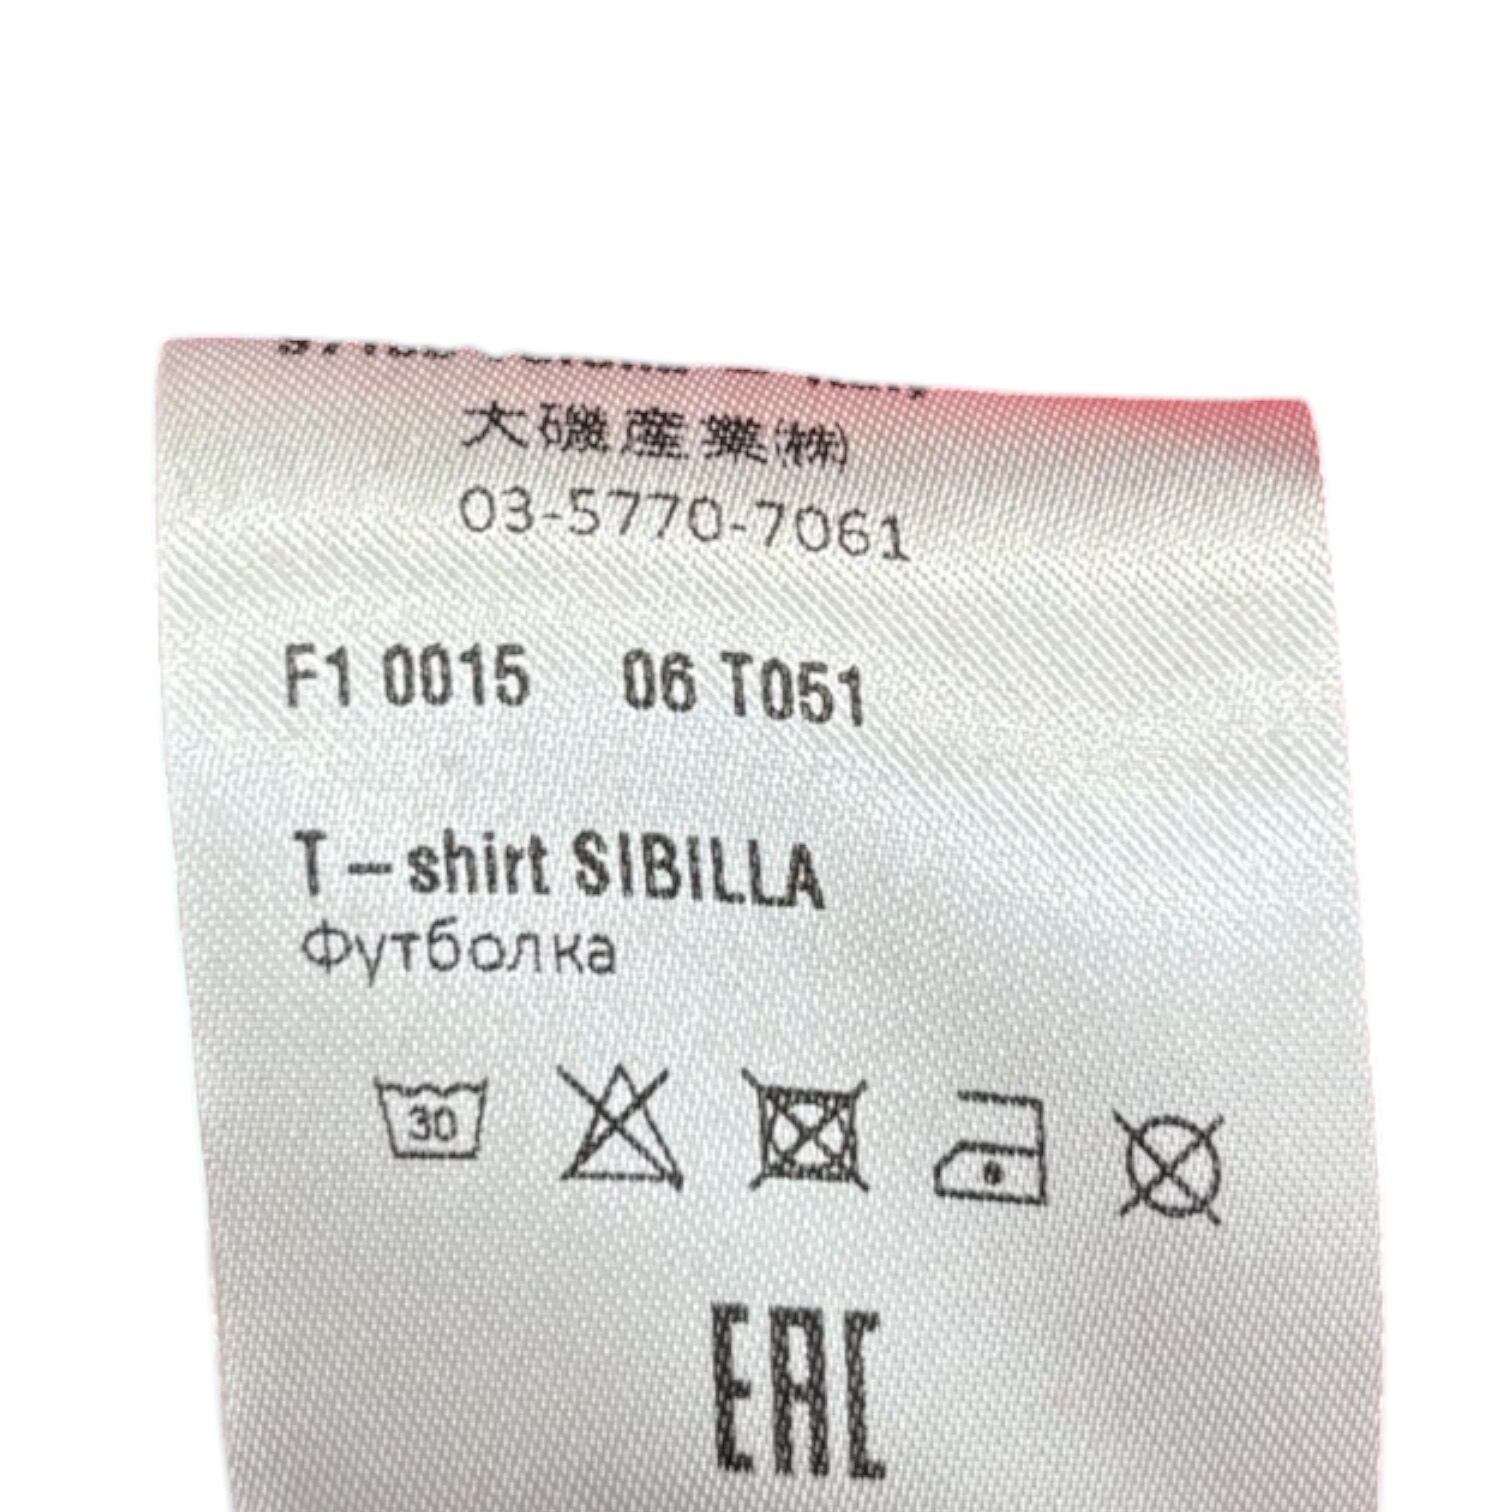 大磯産業(株)
03-5770-7061
F1 0015 06 T051
T-shirt SIBILLA
Футболка
30
EAC